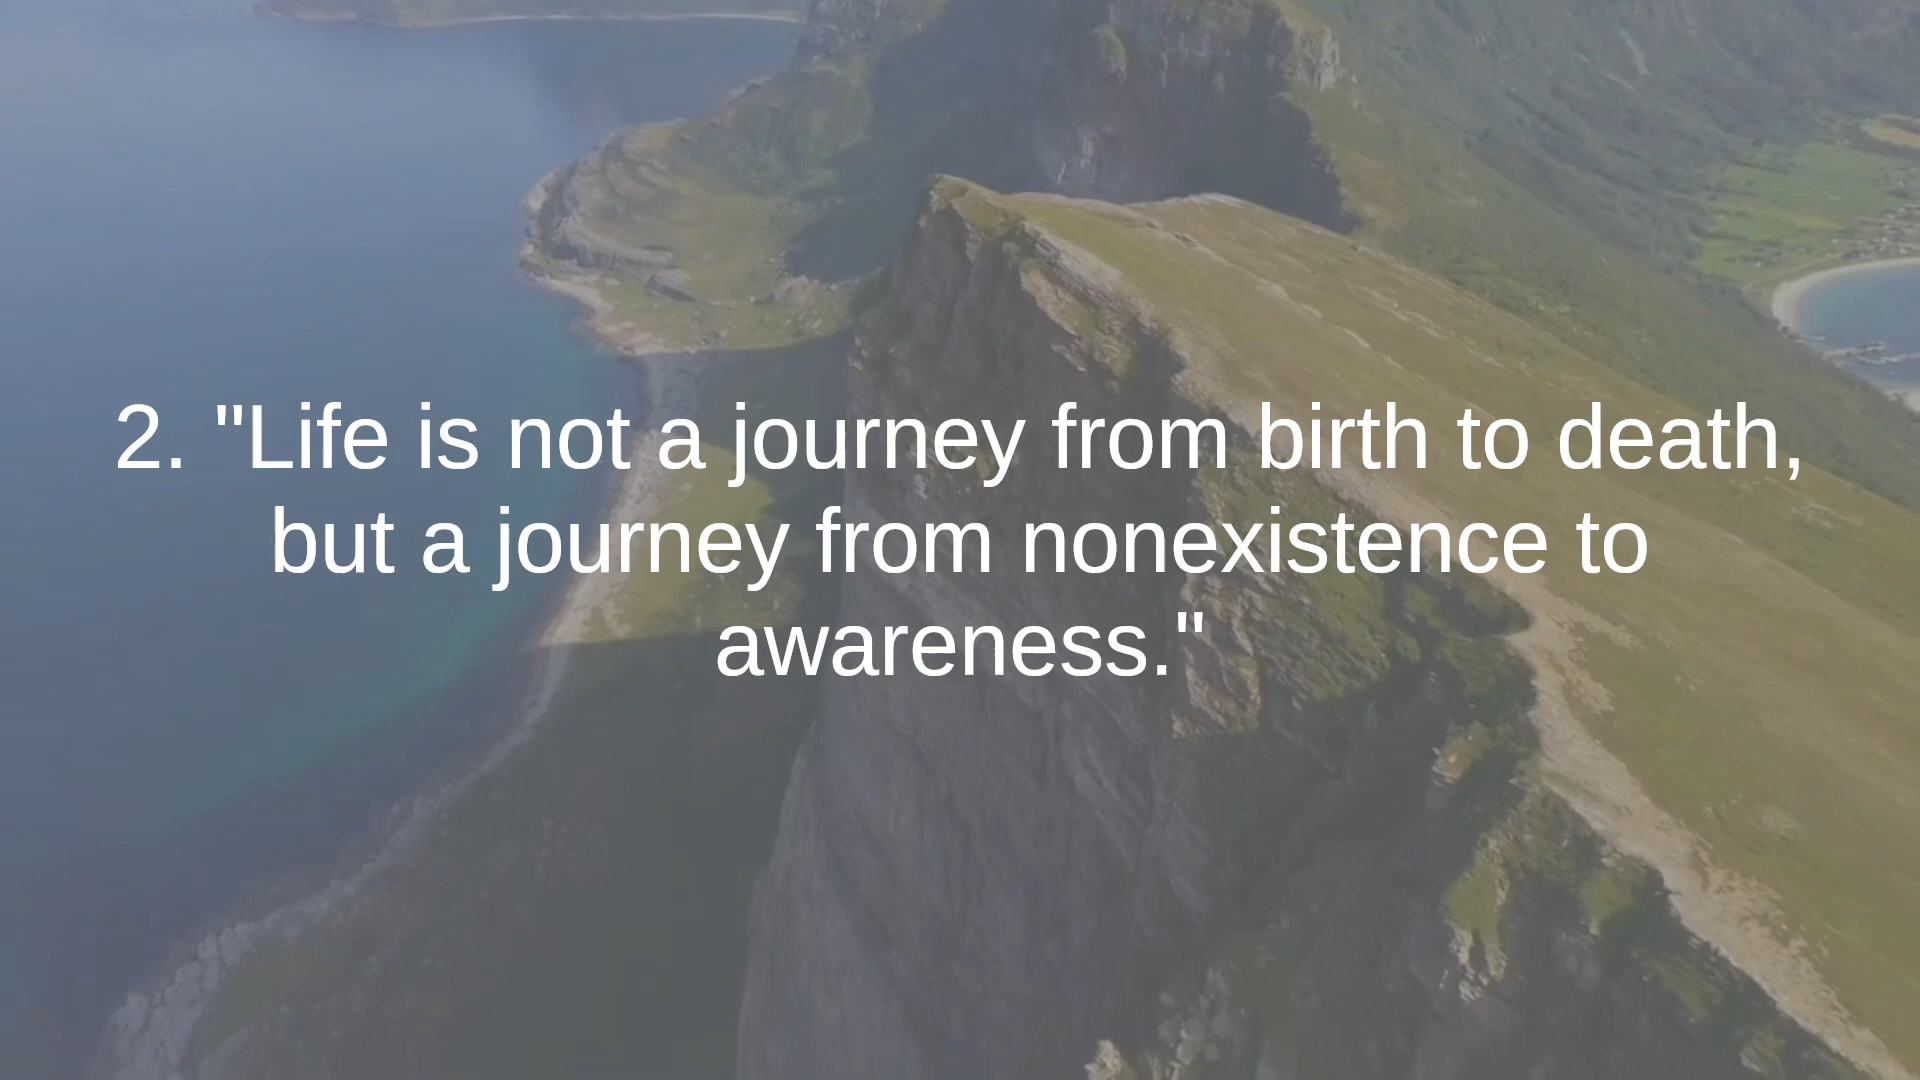 2. "Life is not a journey from birth to death,
but a journey from nonexistence to
awareness."